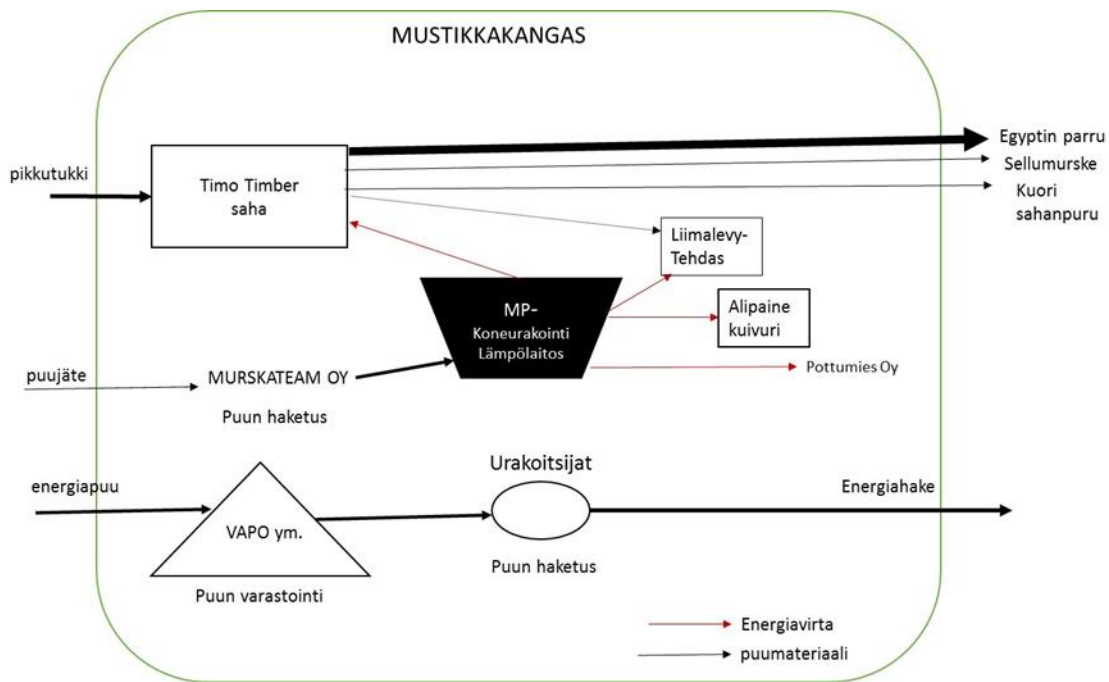 MUSTIKKAKANGAS
Egyptin parru
Sellumurske
Kuori
sahanpuru
pikkutukki
Timo Timber
saha
Liimalevy-
Tehdas
MP-
Koneurakointi
Lämpölaitos
Alipaine
kuivuri
Pottumies Oy
puujäte
MURSKATEAM OY
Puun haketus
Urakoitsijat
energiapuu
Energiahake
VAPO ym.
Puun haketus
Puun varastointi
Energiavirta
puumateriaali